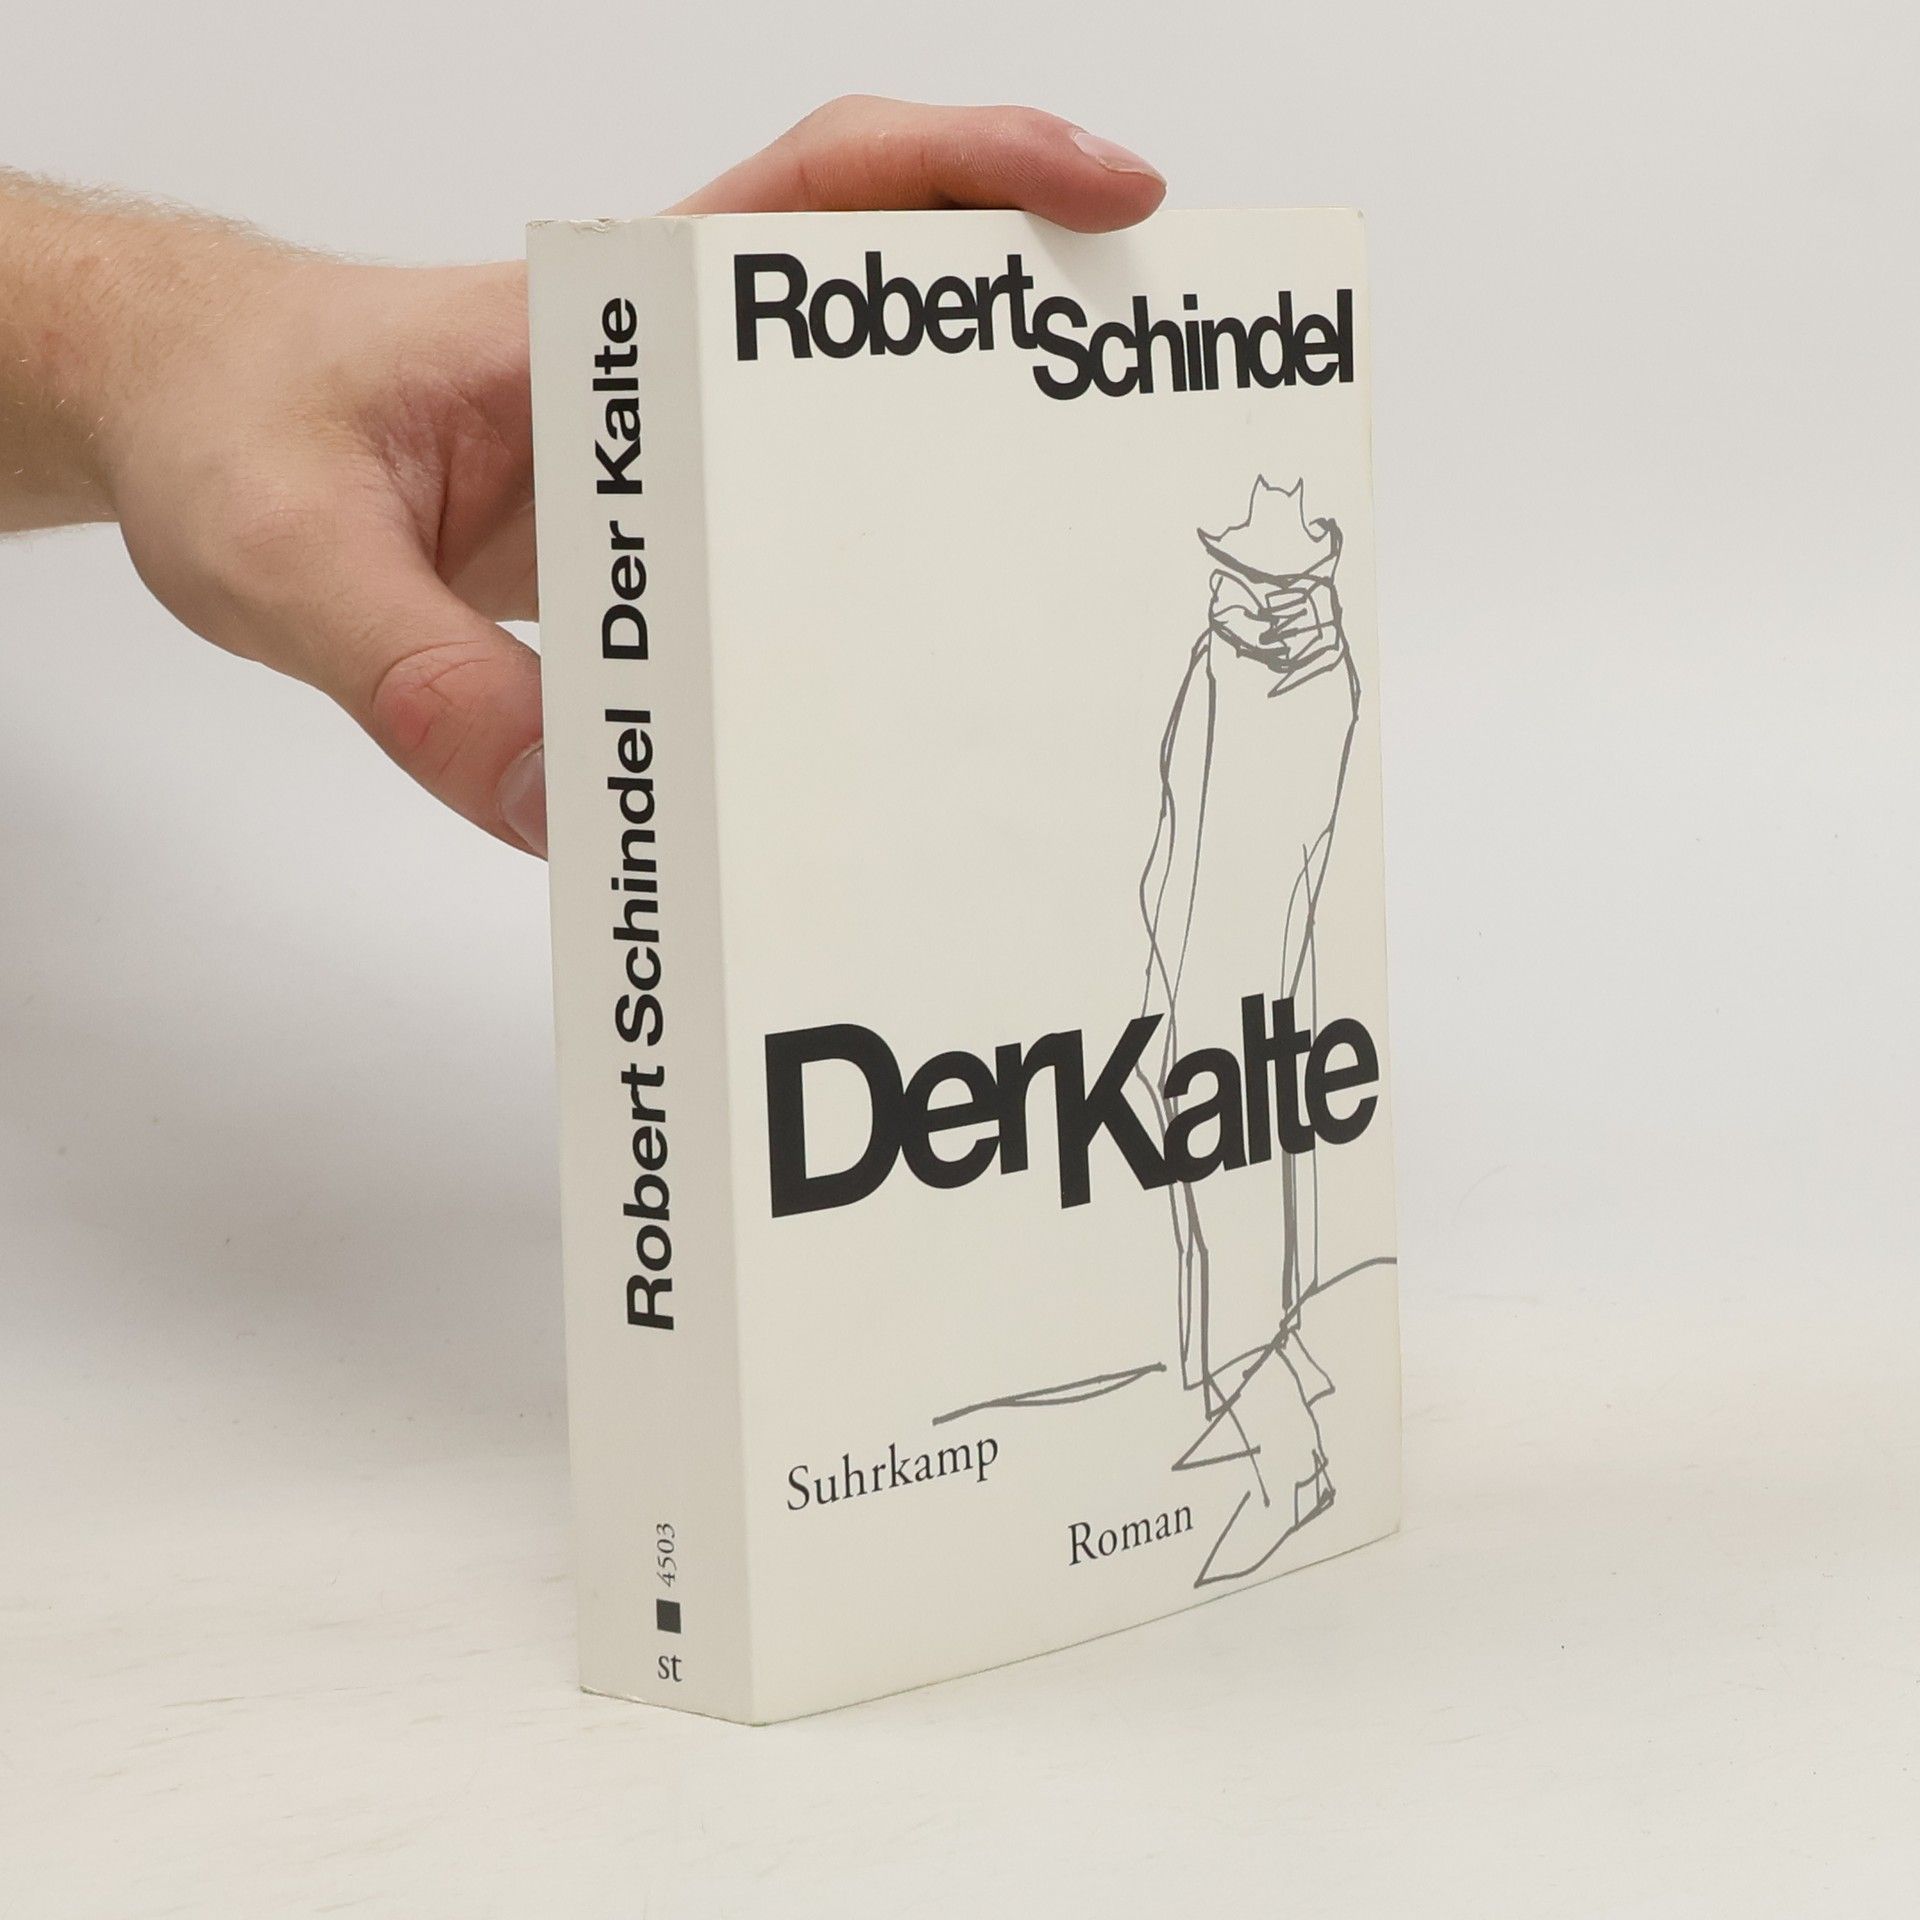 Robert Schindel Der Kalte
st 4503
Robert Schindel
Der Kalte
Suhrkamp
Roman